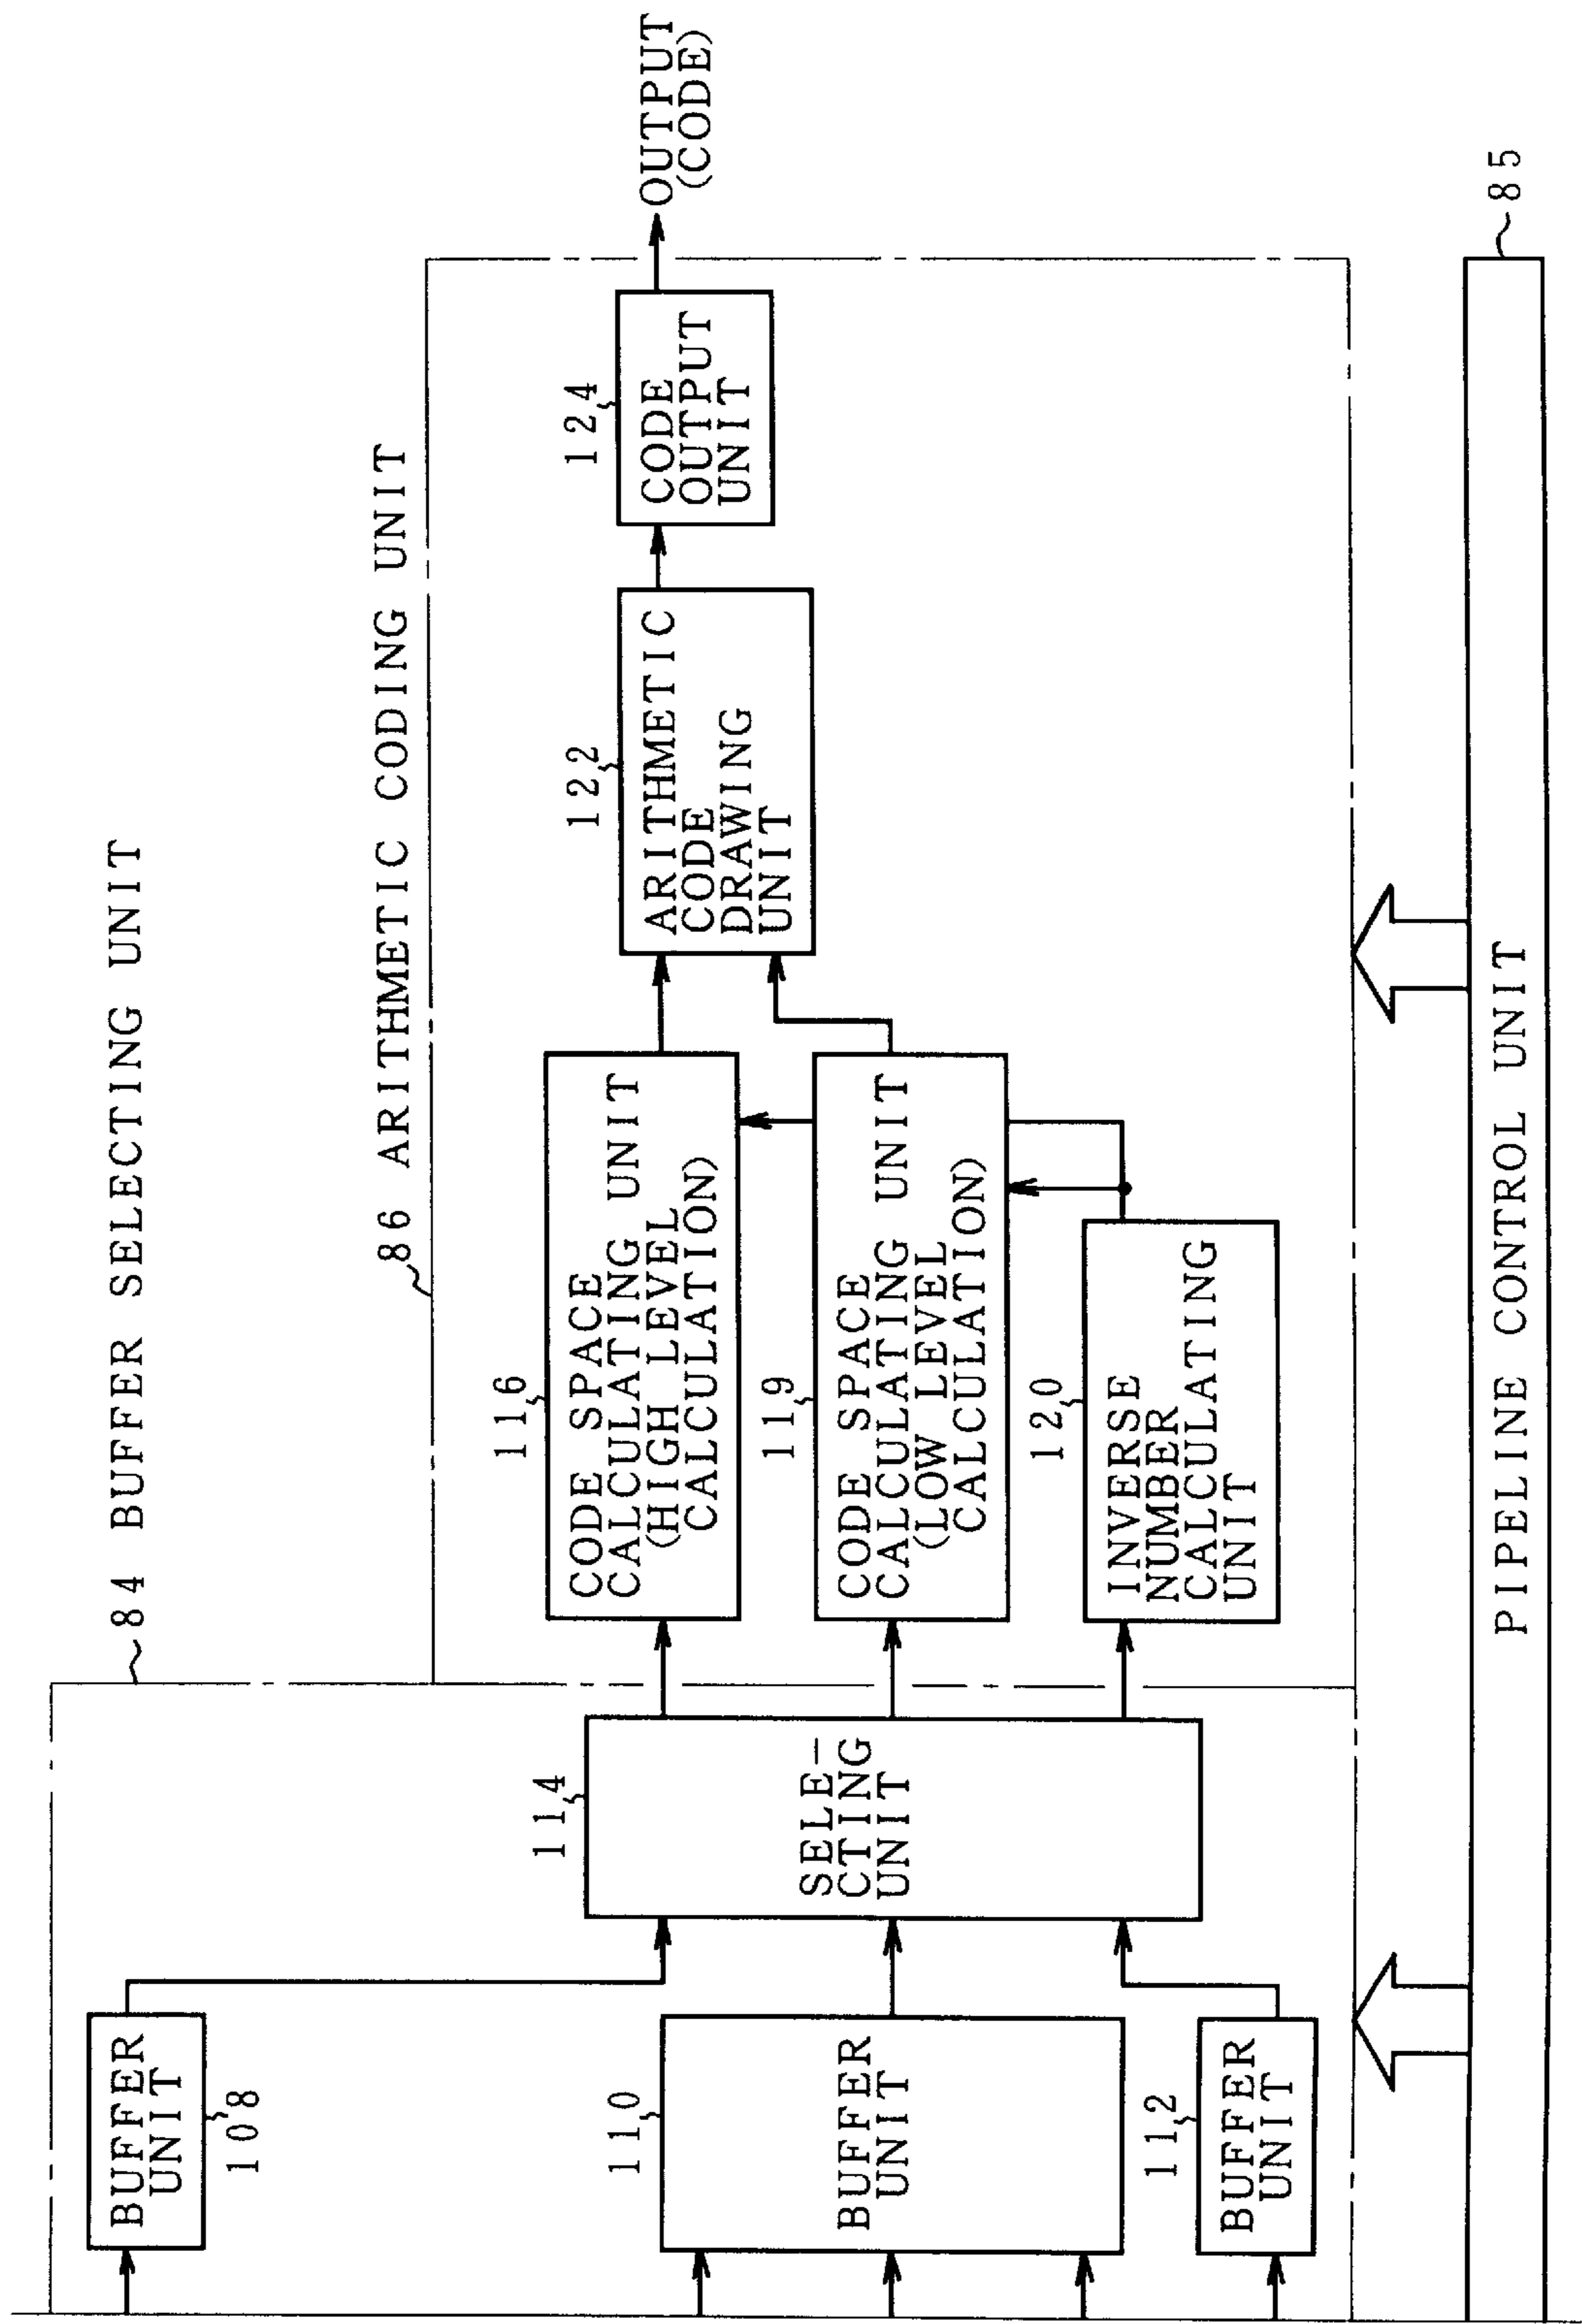 84 BUFFER SELECTING UNIT
86 ARITHMETIC CODING UNIT
BUFFER
UNIT
108
110
BUFFER
UNIT
112
BUFFER
UNIT
114
SELE-
CTING
UNIT
116
CODE SPACE
CALCULATING UNIT
(HIGH LEVEL
CALCULATION)
119
CODE SPACE
CALCULATING UNIT
(LOW LEVEL
CALCULATION)
120
INVERSE
NUMBER
CALCULATING
UNIT
122
ARITHMETIC
CODE
DRAWING
UNIT
124
CODE
OUTPUT
UNIT
OUTPUT
(CODE)
PIPELINE CONTROL UNIT
85